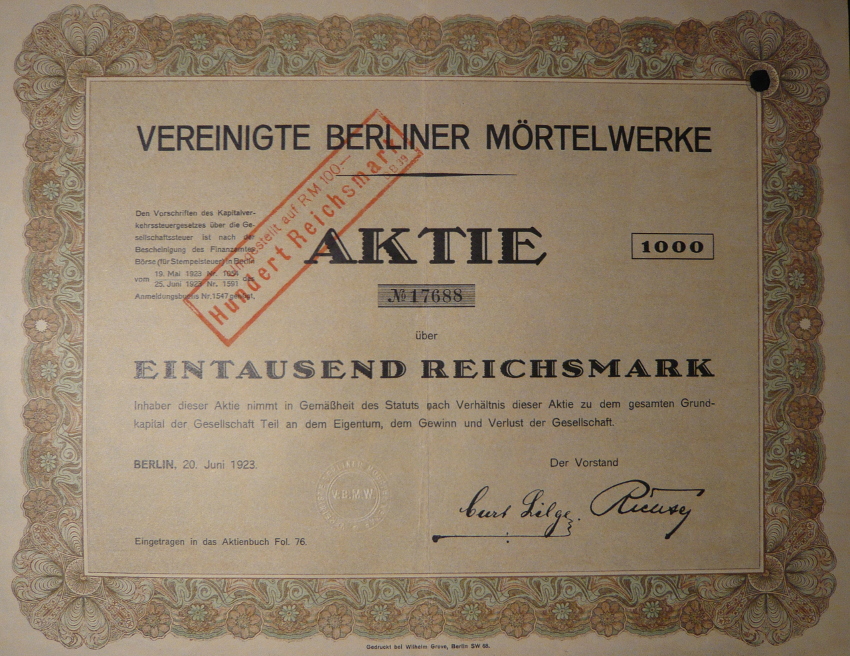 VEREINIGTE BERLINER MÖRTELWERKE
Den Vorschriften des Kapitalver-
kehrssteuergesetzes über die Ge-
sellschaftssteuer ist nach der
Bescheinigung des Finanzamtes
Börse (für Stempelsteuer) in Berlin
vom 19. Mai 1923 Nr.
25. Juni 1923 Nr. 1591
Anmeldungsbuchs Nr. 1547
auf RM 100.—
Hundert Reichsmark
AKTIE
1000
№ 17688
über
EINTAUSEND REICHSMARK
Inhaber dieser Aktie nimmt in Gemäßheit des Statuts nach Verhältnis dieser Aktie zu dem gesamten Grund-
kapital der Gesellschaft Teil an dem Eigentum, dem Gewinn und Verlust der Gesellschaft.
BERLIN, 20. Juni 1923.
Der Vorstand
V.B.M.W.
Curt Lilge.
Eingetragen in das Aktienbuch Fol. 76.
Gedruckt bei Wilhelm Greve, Berlin SW 68.